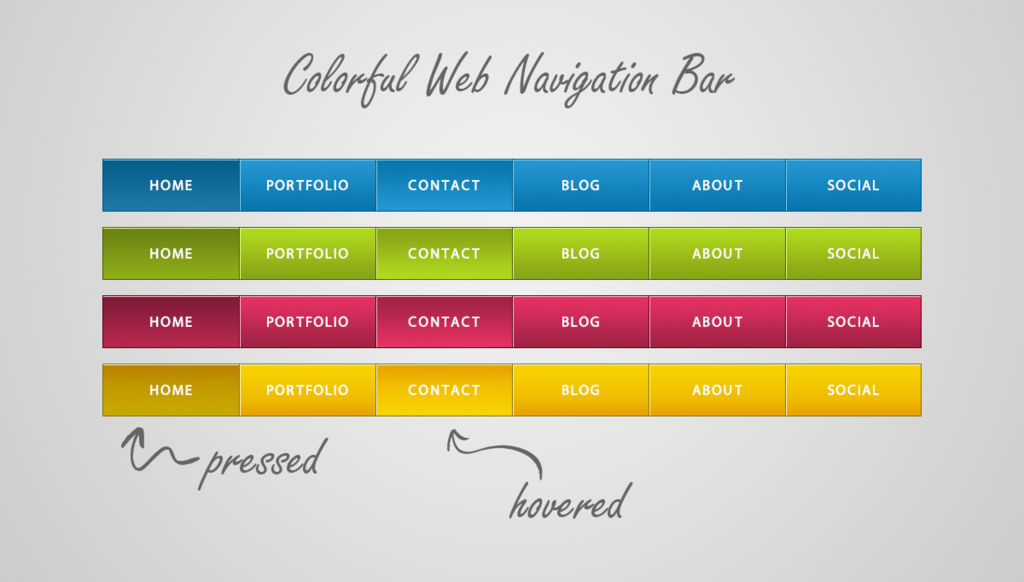 Colorful Web Navigation Bar
HOME PORTFOLIO CONTACT BLOG ABOUT SOCIAL
HOME PORTFOLIO CONTACT BLOG ABOUT SOCIAL
HOME PORTFOLIO CONTACT BLOG ABOUT SOCIAL
HOME PORTFOLIO CONTACT BLOG ABOUT SOCIAL
pressed
hovered